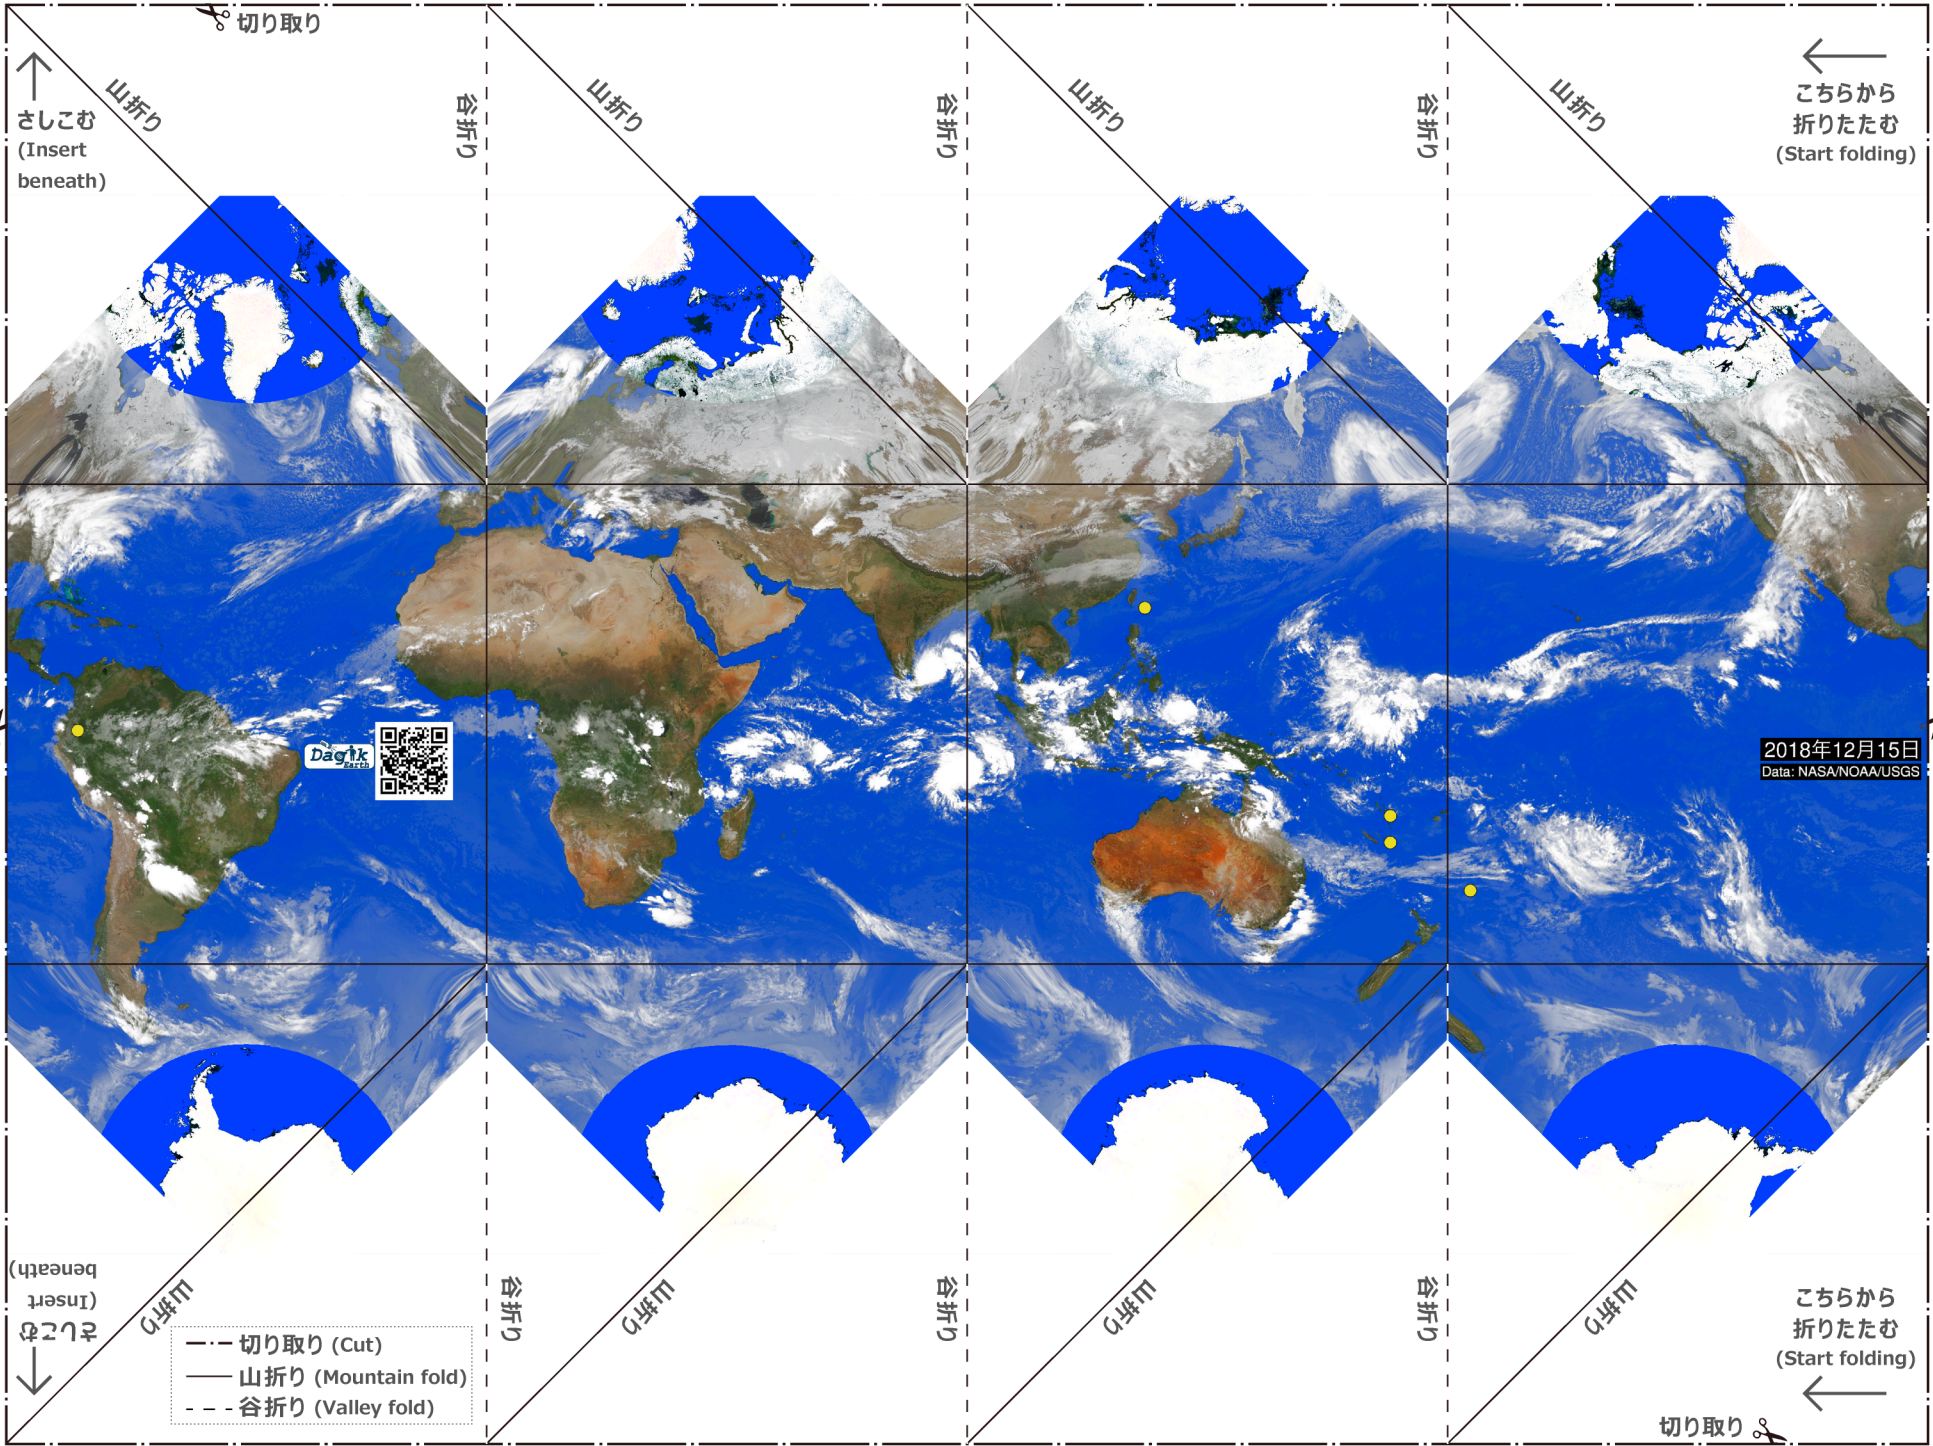 切り取り
山折り
谷折り
山折り
谷折り
山折り
谷折り
山折り
さしこむ
(Insert
beneath)
こちらから
折りたたむ
(Start folding)
Dagik
Earth
2018年12月15日
Data: NASA/NOAA/USGS
さしこむ
(Insert
beneath)
山折り
谷折り
山折り
谷折り
山折り
谷折り
山折り
こちらから
折りたたむ
(Start folding)
切り取り (Cut)
山折り (Mountain fold)
谷折り (Valley fold)
切り取り